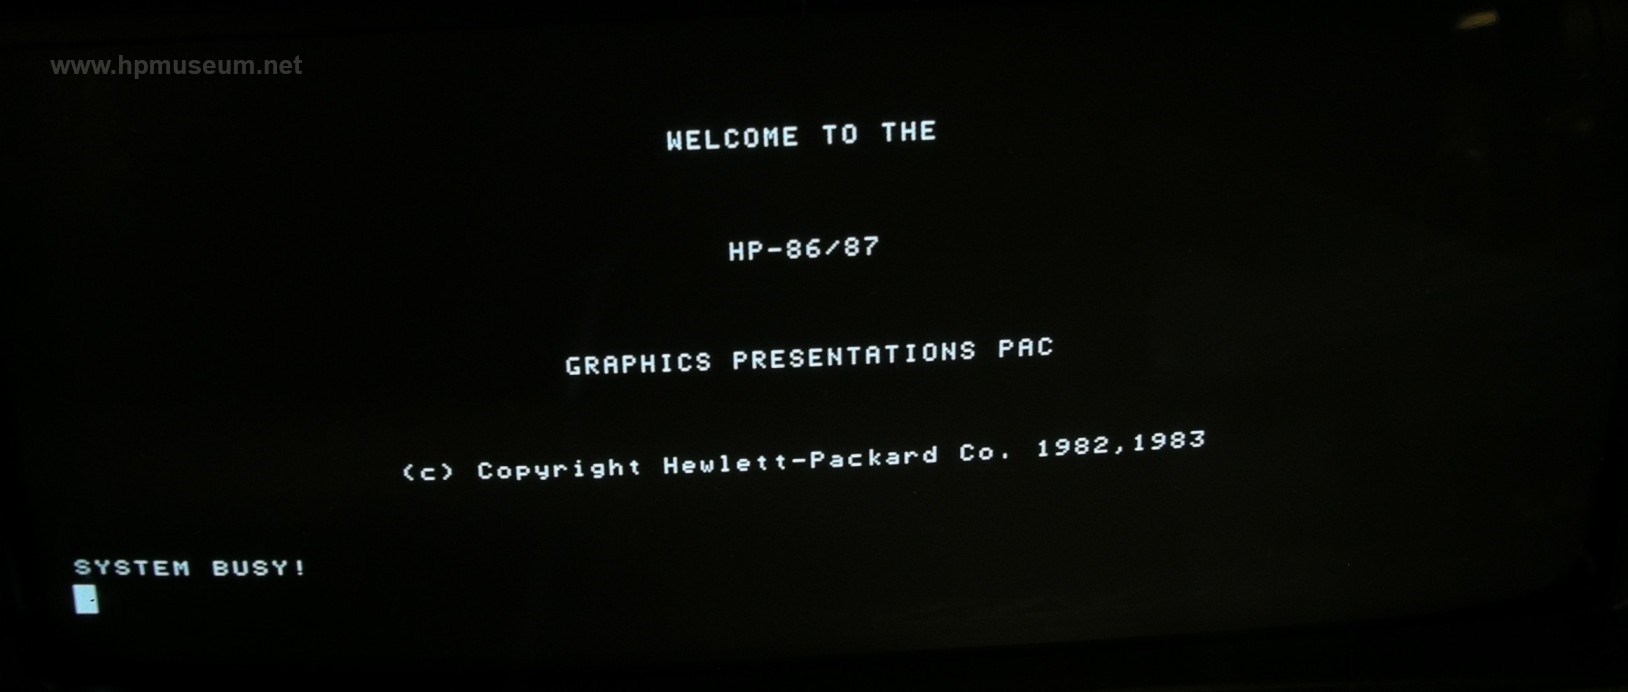 www.hpmuseum.net
WELCOME TO THE
HP-86/87
GRAPHICS PRESENTATIONS PAC
(c) Copyright Hewlett-Packard Co. 1982,1983
SYSTEM BUSY!